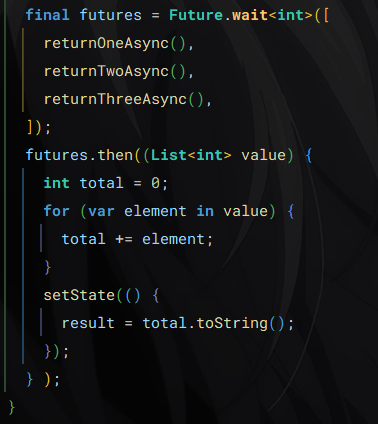 final futures = Future.wait<int>([
returnOneAsync(),
returnTwoAsync(),
returnThreeAsync(),
]);
futures.then((List<int> value) {
int total = 0;
for (var element in value) {
total += element;
}
setState(() {
result = total.toString();
});
} );
}